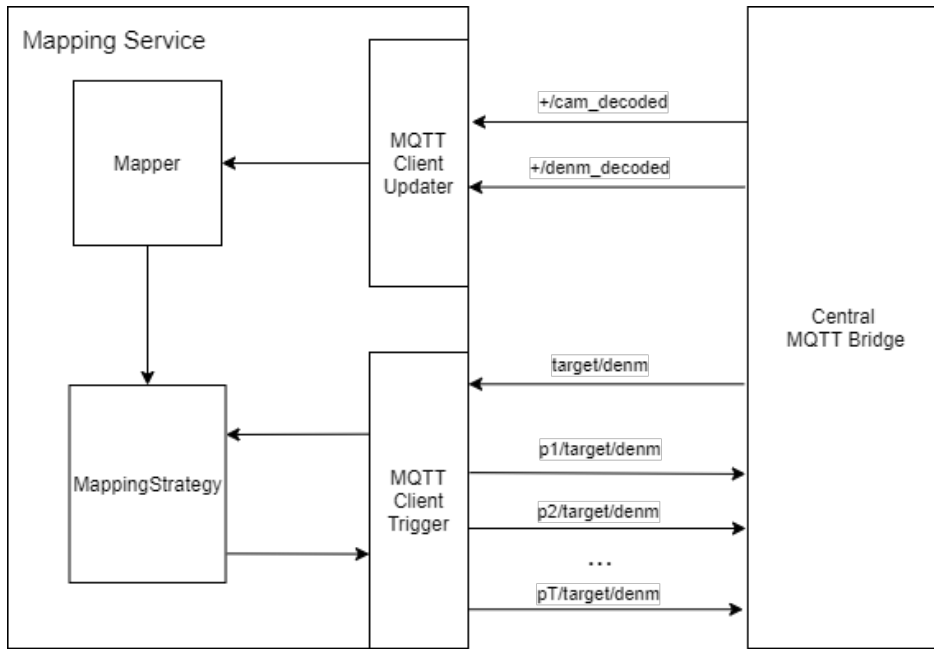 Mapping Service
Mapper
MQTT
Client
Updater
+/cam_decoded
+/denm_decoded
Central
MQTT Bridge
target/denm
MappingStrategy
MQTT
Client
Trigger
p1/target/denm
p2/target/denm
...
pT/target/denm